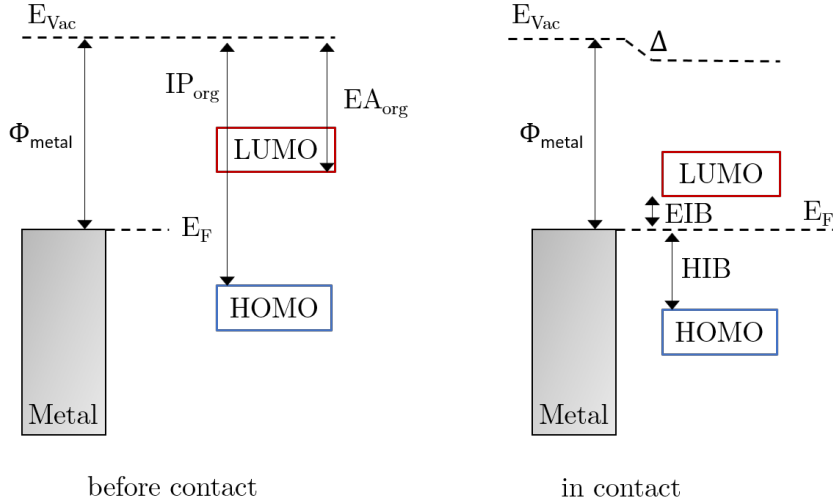 E_Vac
IP_org
EA_org
Φ_metal
LUMO
E_F
HOMO
Metal
before contact
E_Vac
Δ
Φ_metal
LUMO
EIB
E_F
HIB
HOMO
Metal
in contact